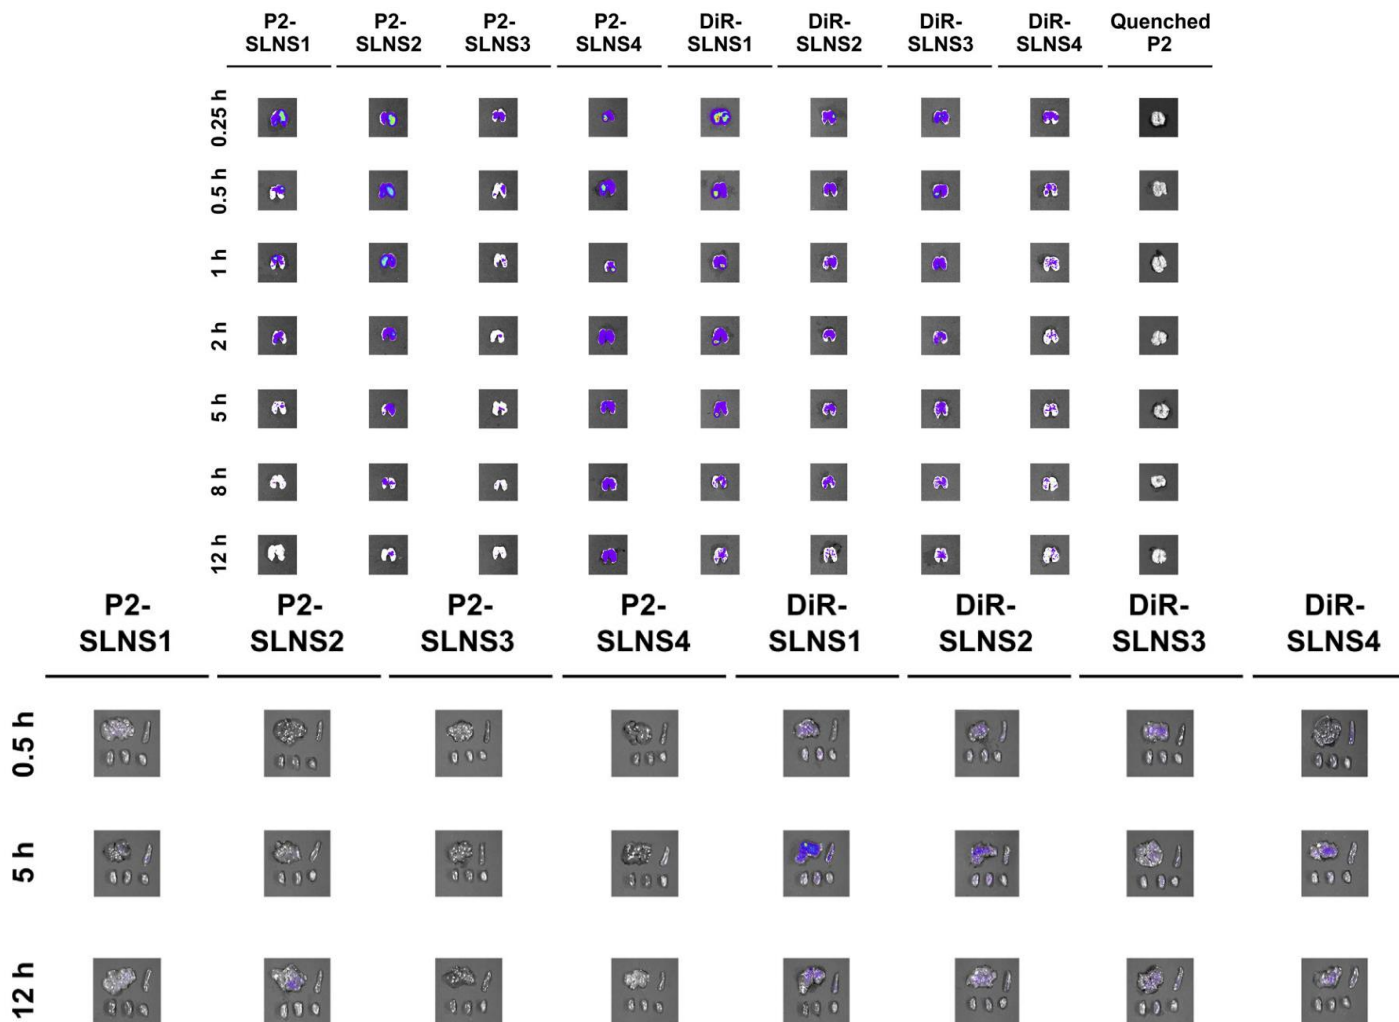 P2-
SLNS1
P2-
SLNS2
P2-
SLNS3
P2-
SLNS4
DiR-
SLNS1
DiR-
SLNS2
DiR-
SLNS3
DiR-
SLNS4
Quenched
P2
0.25 h
0.5 h
1 h
2 h
5 h
8 h
12 h
P2-
SLNS1
P2-
SLNS2
P2-
SLNS3
P2-
SLNS4
DiR-
SLNS1
DiR-
SLNS2
DiR-
SLNS3
DiR-
SLNS4
0.5 h
5 h
12 h